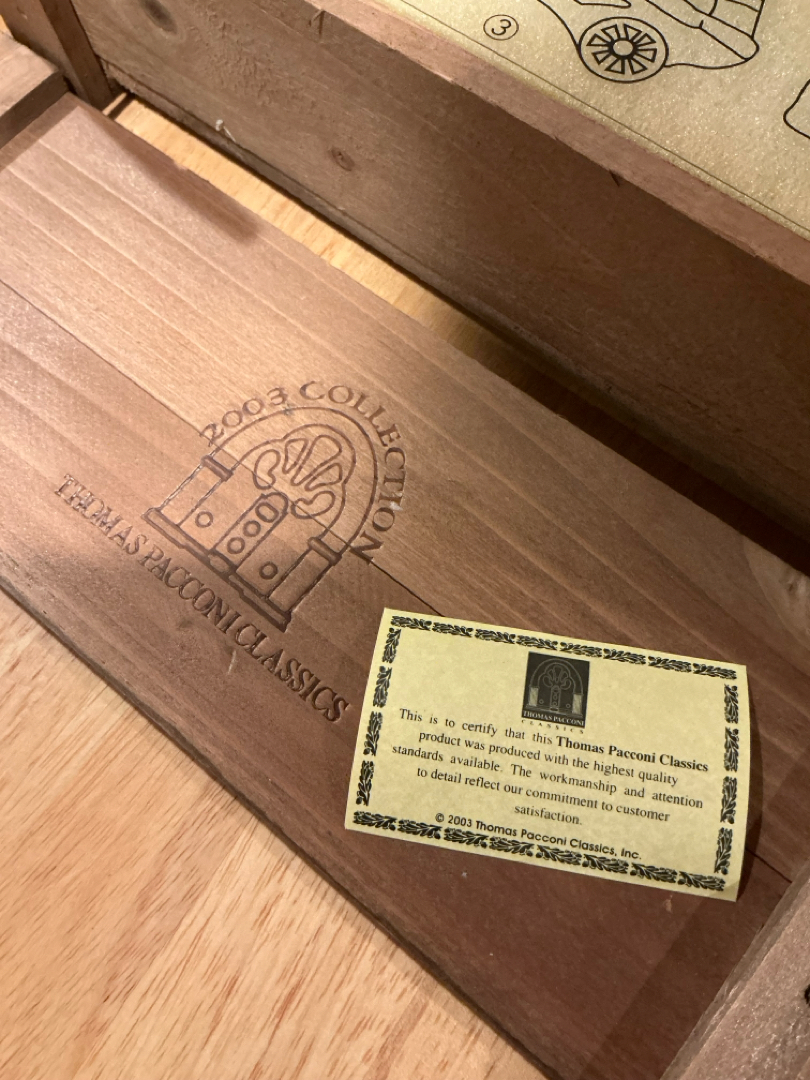 ③
2003 COLLECTION
THOMAS PACCONI CLASSICS
THOMAS PACCONI
CLASSICS
This is to certify that this Thomas Pacconi Classics
product was produced with the highest quality
standards available. The workmanship and attention
to detail reflect our commitment to customer
satisfaction.
© 2003 Thomas Pacconi Classics, Inc.